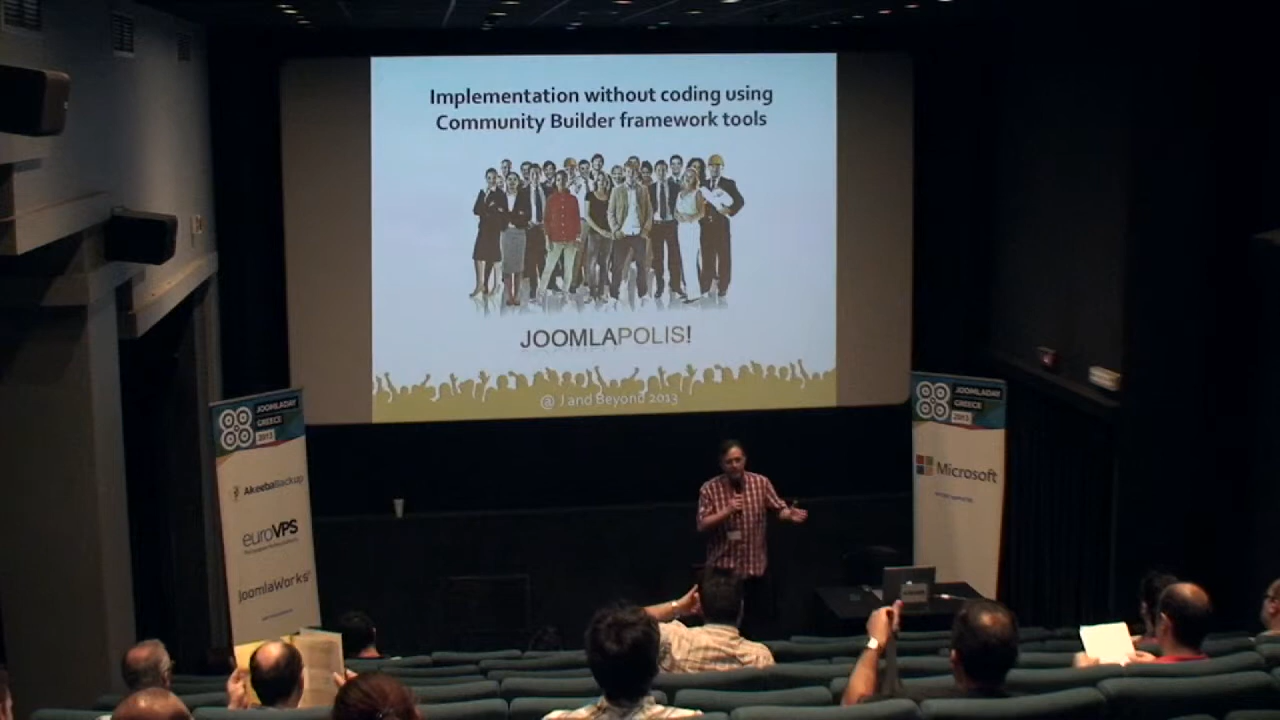 Implementation without coding using
Community Builder framework tools
JOOMLAPOLIS!
@ J and Beyond 2013
JOOMLADAY
GREECE
2013
AkeebaBackup
euroVPS
JoomlaWorks
JOOMLADAY
GREECE
2013
Microsoft